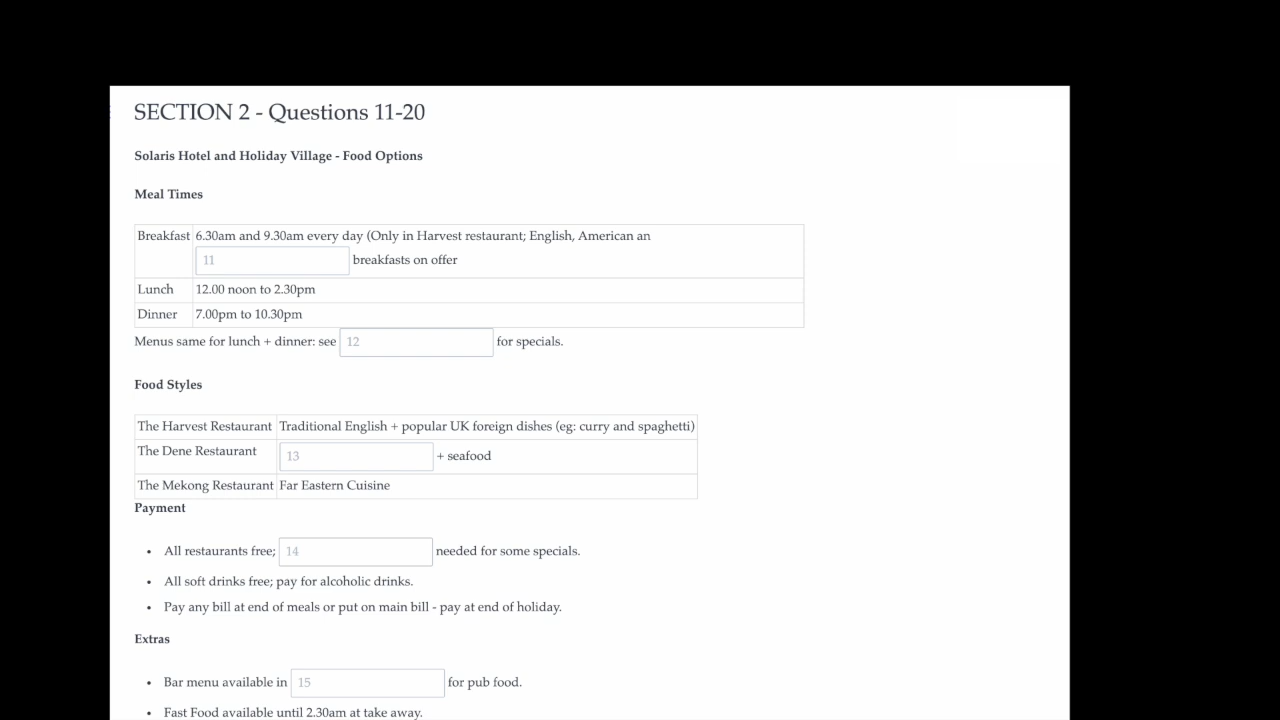 SECTION 2 - Questions 11-20
Solaris Hotel and Holiday Village - Food Options
Meal Times
Breakfast 6.30am and 9.30am every day (Only in Harvest restaurant; English, American an
11 breakfasts on offer
Lunch 12.00 noon to 2.30pm
Dinner 7.00pm to 10.30pm
Menus same for lunch + dinner: see 12 for specials.
Food Styles
The Harvest Restaurant Traditional English + popular UK foreign dishes (eg: curry and spaghetti)
The Dene Restaurant 13 + seafood
The Mekong Restaurant Far Eastern Cuisine
Payment
• All restaurants free; 14 needed for some specials.
• All soft drinks free; pay for alcoholic drinks.
• Pay any bill at end of meals or put on main bill - pay at end of holiday.
Extras
• Bar menu available in 15 for pub food.
• Fast Food available until 2.30am at take away.